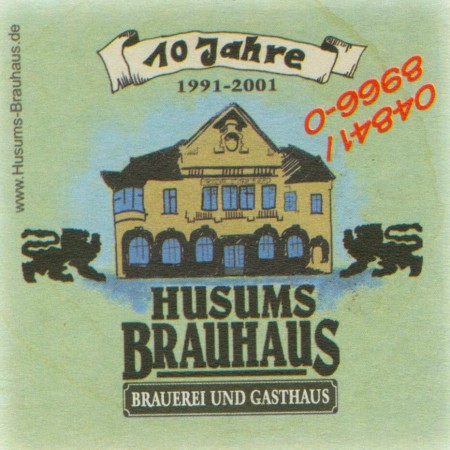 10 Jahre
1991-2001
www.Husums-Brauhaus.de
04841/
8966-0
HUSUMS
BRAUHAUS
BRAUEREI UND GASTHAUS